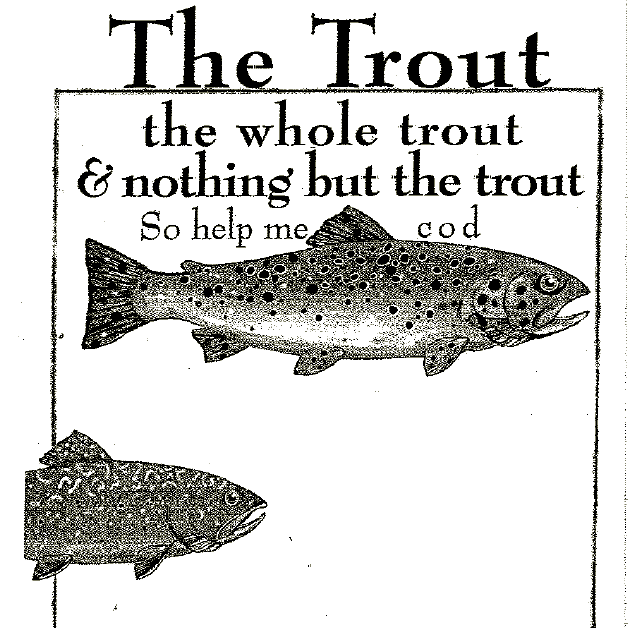 The Trout
the whole trout
& nothing but the trout
So help me cod